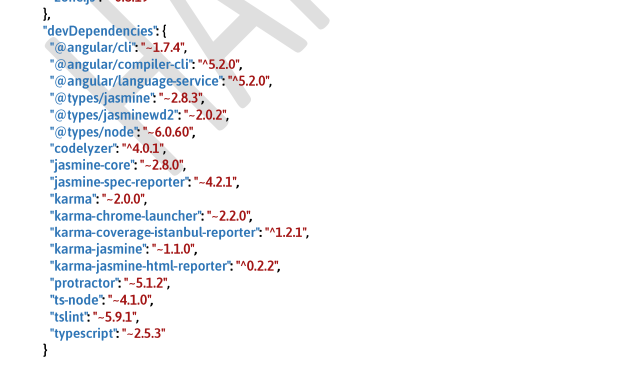 },
"devDependencies": {
"@angular/cli": "~1.7.4",
"@angular/compiler-cli": "^5.2.0",
"@angular/language-service": "^5.2.0",
"@types/jasmine": "~2.8.3",
"@types/jasminewd2": "~2.0.2",
"@types/node": "~6.0.60",
"codelyzer": "^4.0.1",
"jasmine-core": "~2.8.0",
"jasmine-spec-reporter": "~4.2.1",
"karma": "~2.0.0",
"karma-chrome-launcher": "~2.2.0",
"karma-coverage-istanbul-reporter": "^1.2.1",
"karma-jasmine": "~1.1.0",
"karma-jasmine-html-reporter": "^0.2.2",
"protractor": "~5.1.2",
"ts-node": "~4.1.0",
"tslint": "~5.9.1",
"typescript": "~2.5.3"
}